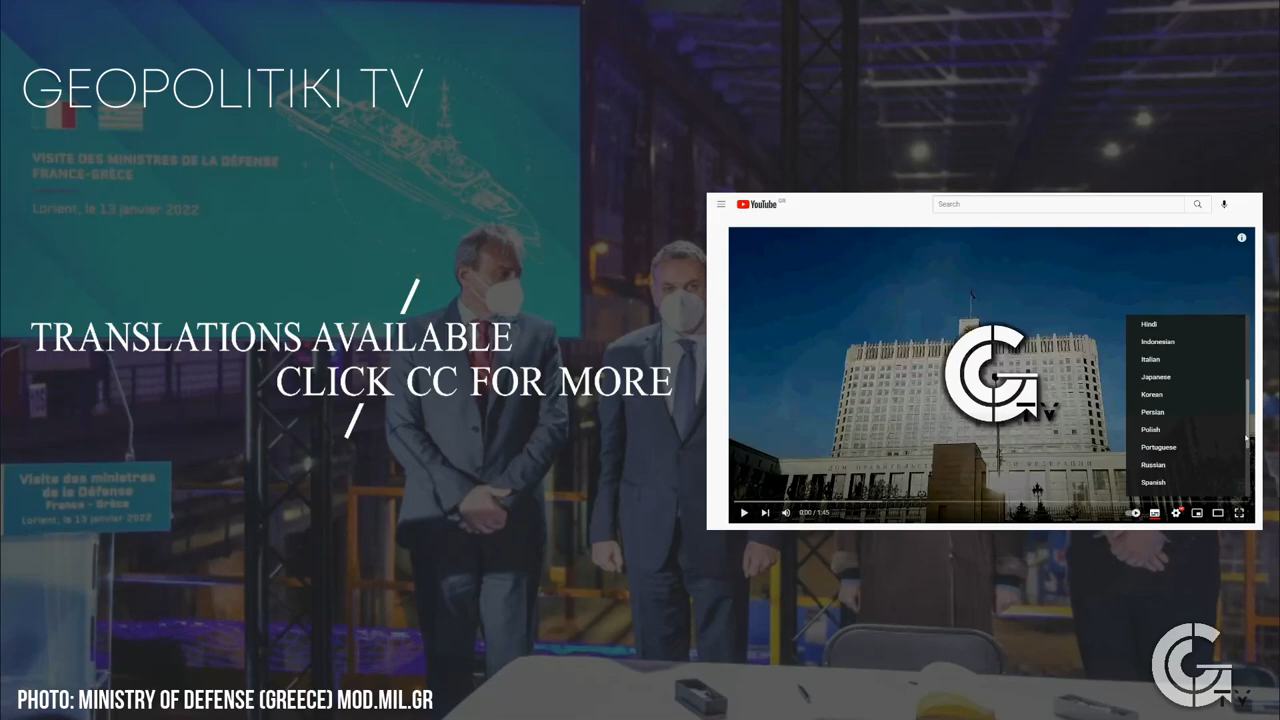 GEOPOLITIKI TV
VISITE DES MINISTRES DE LA DÉFENSE
FRANCE-GRÈCE
Lorient, le 13 janvier 2022
TRANSLATIONS AVAILABLE
CLICK CC FOR MORE
YouTube GR
Search
Hindi
Indonesian
Italian
Japanese
Korean
Persian
Polish
Portuguese
Russian
Spanish
0:00 / 1:45
TV
Visite des ministres
de la Défense
France - Grèce
Lorient, le 13 janvier 2022
PHOTO: MINISTRY OF DEFENSE (GREECE) MOD.MIL.GR
TV